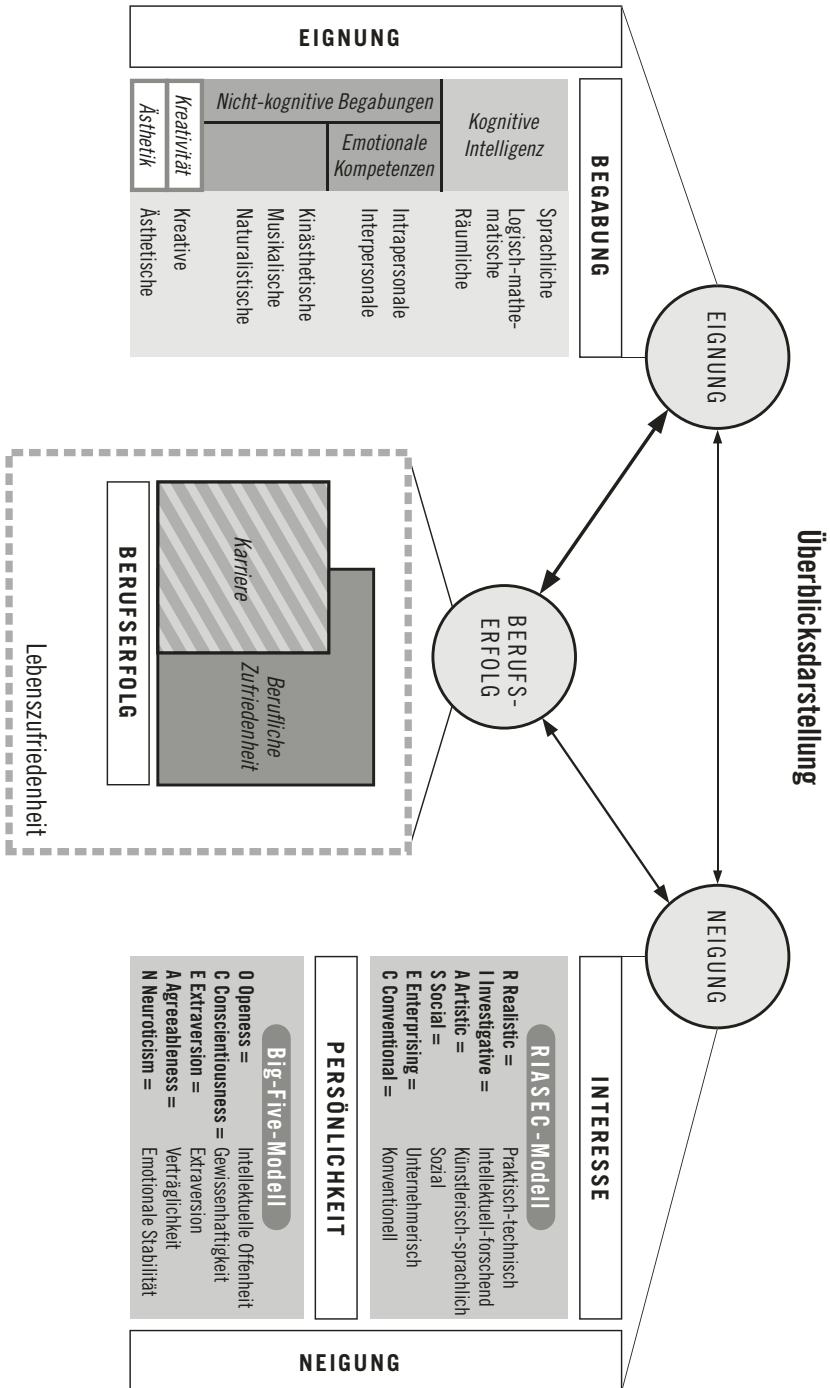 Überblicksdarstellung
EIGNUNG
NEIGUNG
BERUFS-
ERFOLG
EIGNUNG
BEGABUNG
Kognitive
Intelligenz
Sprachliche
Logisch-mathe-
matische
Räumliche
Nicht-kognitive Begabungen
Emotionale
Kompetenzen
Intrapersonale
Interpersonale
Kinästhetische
Musikalische
Naturalistische
Kreativität
Kreative
Ästhetik
Ästhetische
Karriere
Berufliche
Zufriedenheit
BERUFSERFOLG
Lebenszufriedenheit
INTERESSE
RIASEC-Modell
R Realistic = Praktisch-technisch
I Investigative = Intellektuell-forschend
A Artistic = Künstlerisch-sprachlich
S Social = Sozial
E Enterprising = Unternehmerisch
C Conventional = Konventionell
PERSÖNLICHKEIT
Big-Five-Modell
O Openess = Intellektuelle Offenheit
C Conscientiousness = Gewissenhaftigkeit
E Extraversion = Extraversion
A Agreeableness = Verträglichkeit
N Neuroticism = Emotionale Stabilität
NEIGUNG